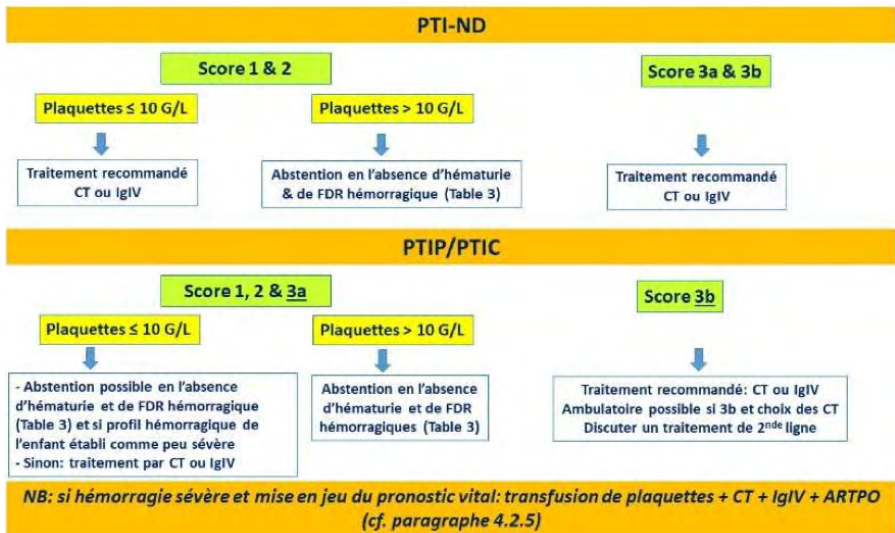 PTI-ND
Score 1 & 2
Score 3a & 3b
Plaquettes ≤ 10 G/L
Plaquettes > 10 G/L
Traitement recommandé
CT ou IgIV
Abstention en l'absence d'hématurie
& de FDR hémorragique (Table 3)
Traitement recommandé
CT ou IgIV
PTIP/PTIC
Score 1, 2 & 3a
Score 3b
Plaquettes ≤ 10 G/L
Plaquettes > 10 G/L
- Abstention possible en l'absence
d'hématurie et de FDR hémorragique
(Table 3) et si profil hémorragique de
l'enfant établi comme peu sévère
- Sinon: traitement par CT ou IgIV
Abstention en l'absence
d'hématurie et de FDR
hémorragiques (Table 3)
Traitement recommandé: CT ou IgIV
Ambulatoire possible si 3b et choix des CT
Discuter un traitement de 2nde ligne
NB: si hémorragie sévère et mise en jeu du pronostic vital: transfusion de plaquettes + CT + IgIV + ARTPO
(cf. paragraphe 4.2.5)